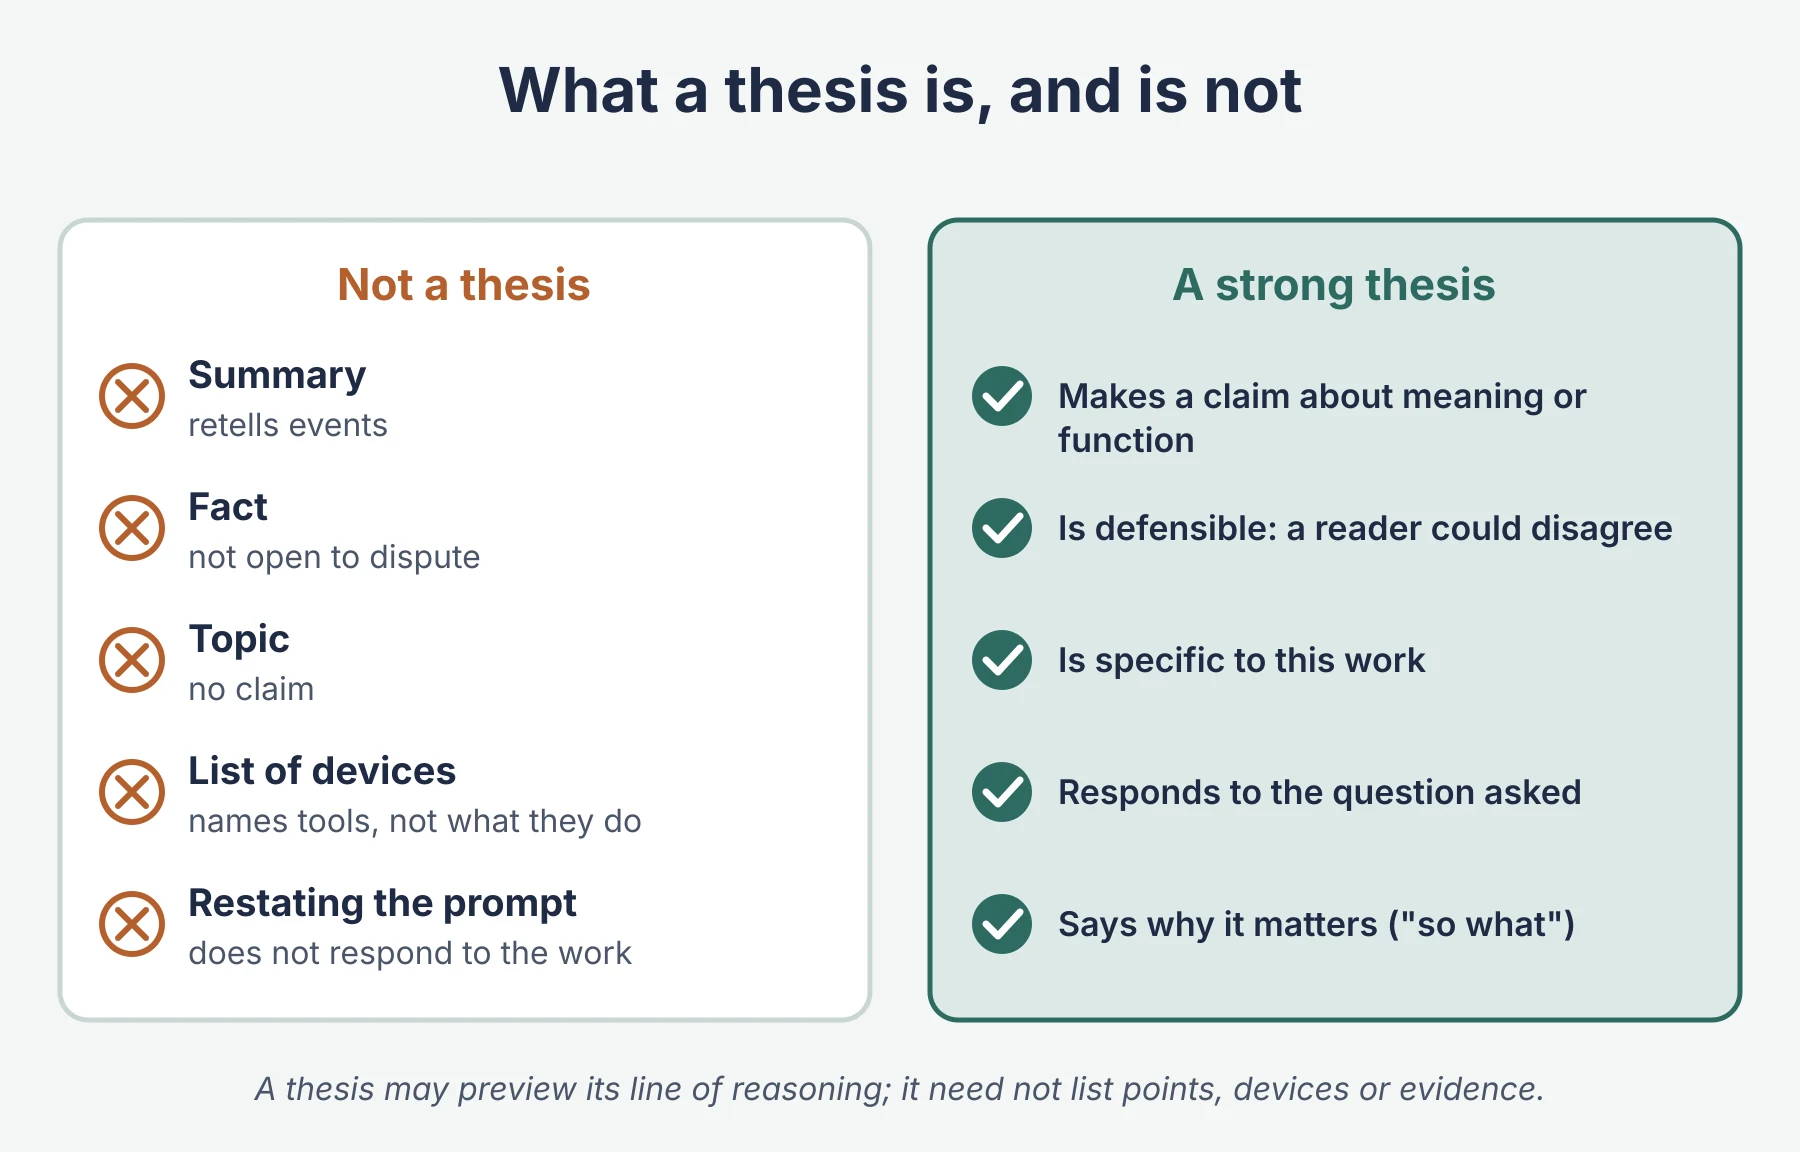 What a thesis is, and is not
Not a thesis
Summary
retells events
Fact
not open to dispute
Topic
no claim
List of devices
names tools, not what they do
Restating the prompt
does not respond to the work
A strong thesis
Makes a claim about meaning or
function
Is defensible: a reader could disagree
Is specific to this work
Responds to the question asked
Says why it matters ("so what")
A thesis may preview its line of reasoning; it need not list points, devices or evidence.